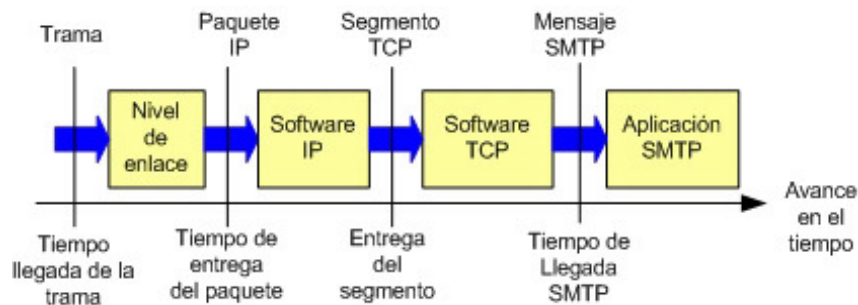 Trama
Paquete
IP
Segmento
TCP
Mensaje
SMTP
Nivel
de
enlace
Software
IP
Software
TCP
Aplicación
SMTP
Avance
en el
tiempo
Tiempo
llegada de la
trama
Tiempo de
entrega
del paquete
Entrega
del
segmento
Tiempo de
Llegada
SMTP